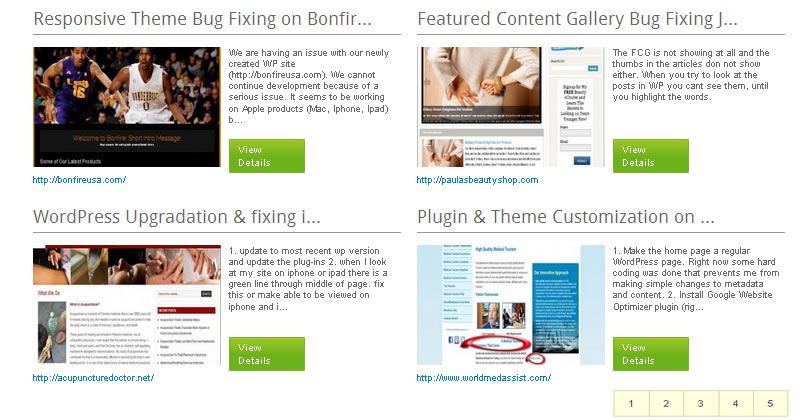 Responsive Theme Bug Fixing on Bonfir...
We are having an issue with our newly
created WP site
(http://bonfireusa.com). We cannot
continue development because of a
serious issue. It seems to be working
on Apple products (Mac, Iphone, Ipad)
b...
Welcome to Bonfire Short Intro Message!
Some of Our Latest Products
View
Details
http://bonfireusa.com/
Featured Content Gallery Bug Fixing J...
The FCG is not showing at all and the
thumbs in the articles don not show
either. When you try to look at the
posts in WP you cant see them, until
you highlight the words.
View
Details
http://paulasbeautyshop.com
WordPress Upgradation & fixing i...
1. update to most recent wp version
and update the plug-ins 2. when I look
at my site on iphone or ipad there is a
green line through middle of page. fix
this or make able to be viewed on
iphone and i...
What We Do
View
Details
http://acupuncturedoctor.net/
Plugin & Theme Customization on ...
1. Make the home page a regular
WordPress page. Right now some hard
coding was done that prevents me from
making simple changes to metadata
and content. 2. Install Google Website
Optimizer plugin (rig...
High Quality Medical Tourism
Our Innovative Approach
View
Details
http://www.worldmedassist.com/
1 2 3 4 5